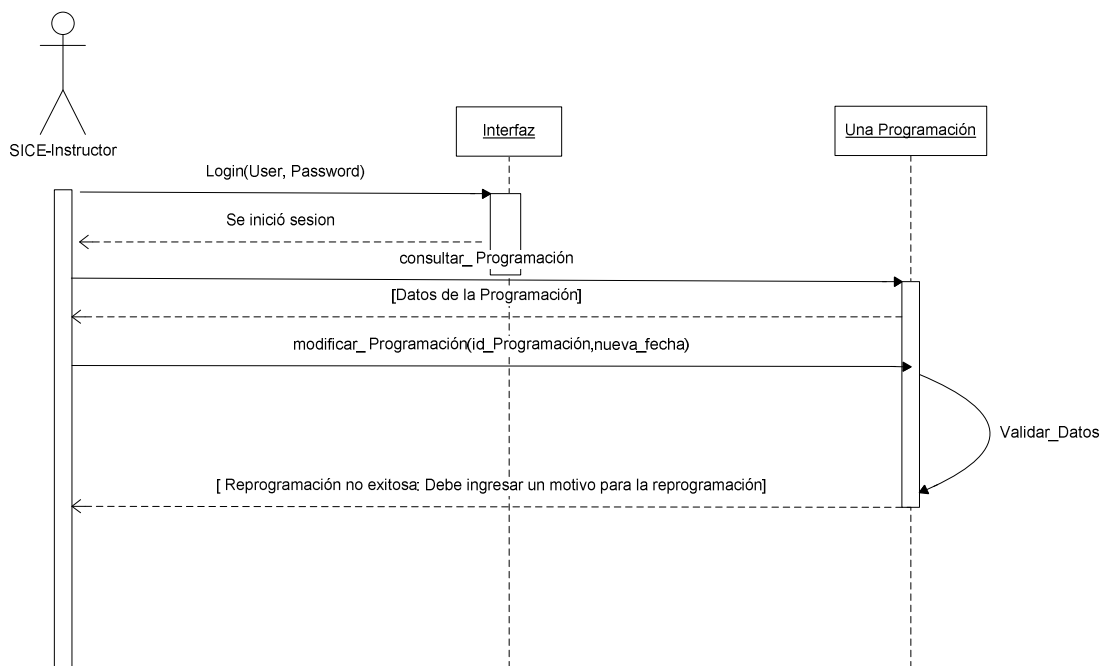 SICE-Instructor
Interfaz
Una Programación
Login(User, Password)
Se inició sesion
consultar_ Programación
[Datos de la Programación]
modificar_ Programación(id_Programación,nueva_fecha)
Validar_Datos
[ Reprogramación no exitosa: Debe ingresar un motivo para la reprogramación]